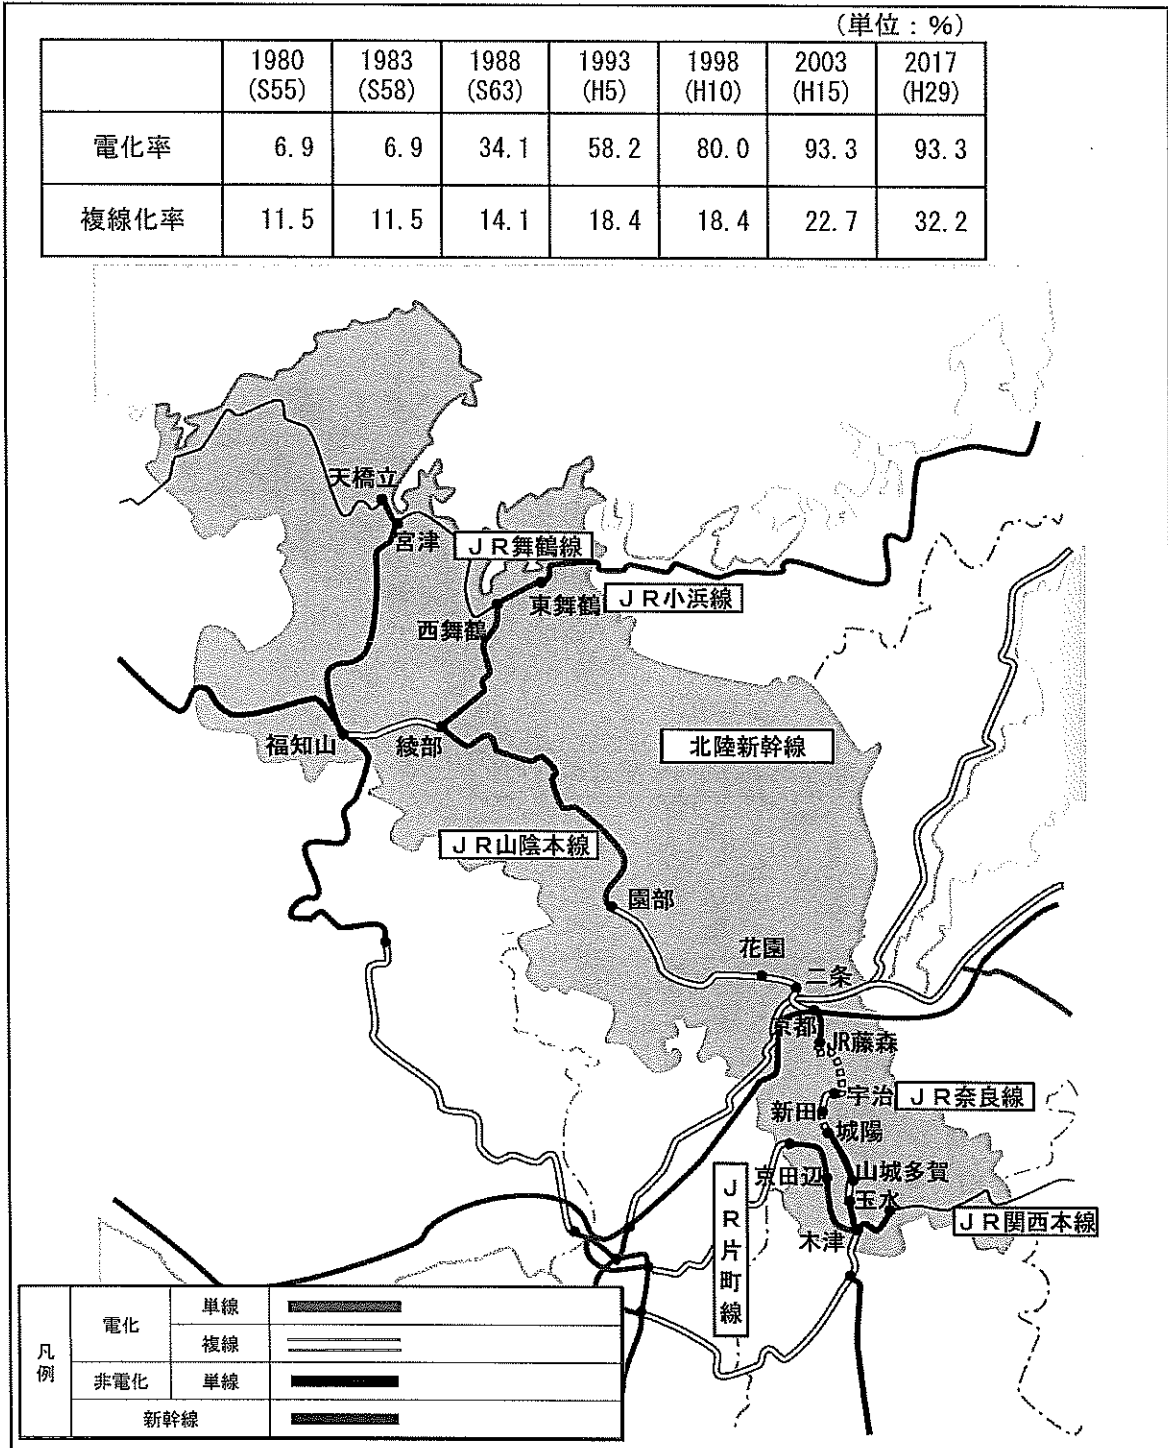 (単位：%)
1980 1983 1988 1993 1998 2003 2017
(S55) (S58) (S63) (H5) (H10) (H15) (H29)
電化率 6.9 6.9 34.1 58.2 80.0 93.3 93.3
複線化率 11.5 11.5 14.1 18.4 18.4 22.7 32.2
天橋立
宮津
ＪＲ舞鶴線
東舞鶴
ＪＲ小浜線
西舞鶴
福知山
綾部
北陸新幹線
ＪＲ山陰本線
園部
花園
二条
京都
JR藤森
宇治
ＪＲ奈良線
新田
城陽
京田辺
山城多賀
玉水
ＪＲ関西本線
木津
ＪＲ片町線
凡例
電化
単線
複線
非電化
単線
新幹線